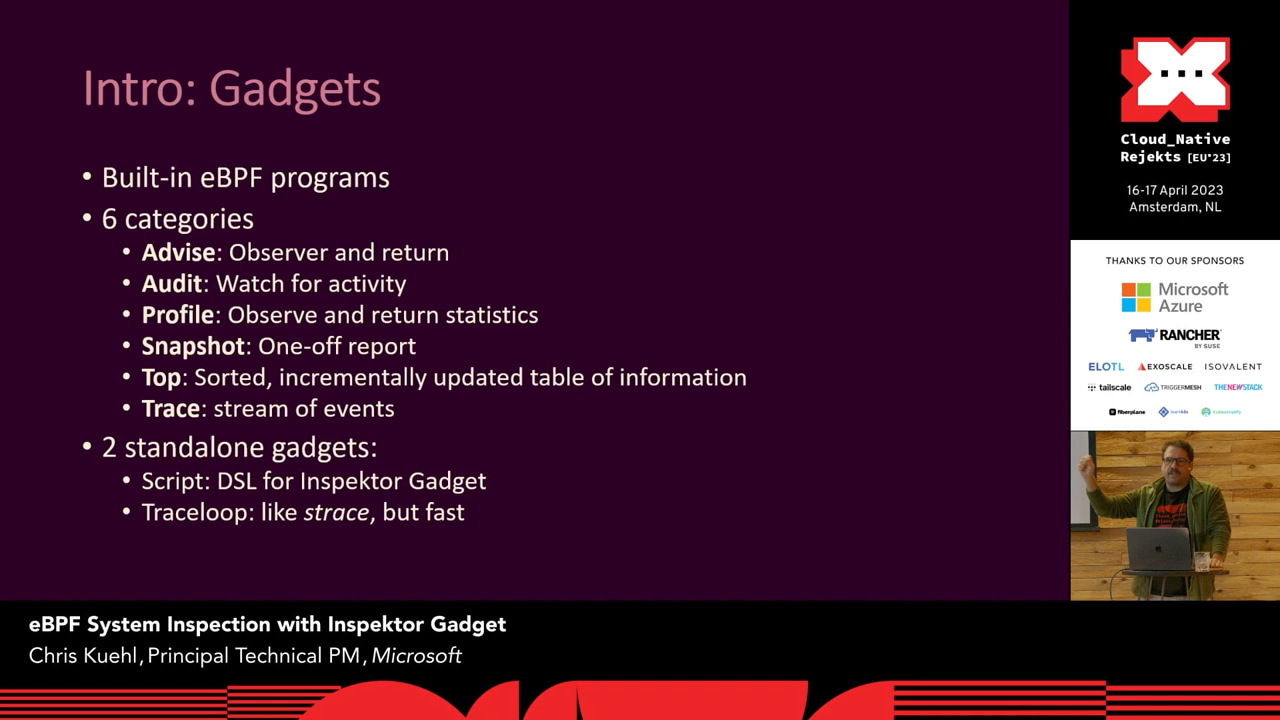 Intro: Gadgets
• Built-in eBPF programs
• 6 categories
• Advise: Observer and return
• Audit: Watch for activity
• Profile: Observe and return statistics
• Snapshot: One-off report
• Top: Sorted, incrementally updated table of information
• Trace: stream of events
• 2 standalone gadgets:
• Script: DSL for Inspektor Gadget
• Traceloop: like strace, but fast
Cloud_Native
Rejekts [EU'23]
16-17 April 2023
Amsterdam, NL
THANKS TO OUR SPONSORS
Microsoft
Azure
RANCHER
BY SUSE
ELOTL EXOSCALE ISOVALENT
tailscale TRIGGERMESH THENEWSTACK
fiberplane
eBPF System Inspection with Inspektor Gadget
Chris Kuehl, Principal Technical PM, Microsoft